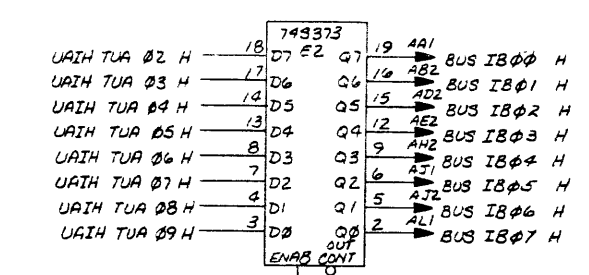 74S373
E2
UAIH TUA Ø2 H 18 D7 Q7 19 AA1 BUS IBØØ H
UAIH TUA Ø3 H 17 D6 Q6 16 AB2 BUS IBØ1 H
UAIH TUA Ø4 H 14 D5 Q5 15 AD2 BUS IBØ2 H
UAIH TUA Ø5 H 13 D4 Q4 12 AE2 BUS IBØ3 H
UAIH TUA Ø6 H 8 D3 Q3 9 AH2 BUS IBØ4 H
UAIH TUA Ø7 H 7 D2 Q2 6 AJ1 BUS IBØ5 H
UAIH TUA Ø8 H 4 D1 Q1 5 AJ2 BUS IBØ6 H
UAIH TUA Ø9 H 3 DØ QØ 2 AL1 BUS IBØ7 H
OUT
ENAB CONT